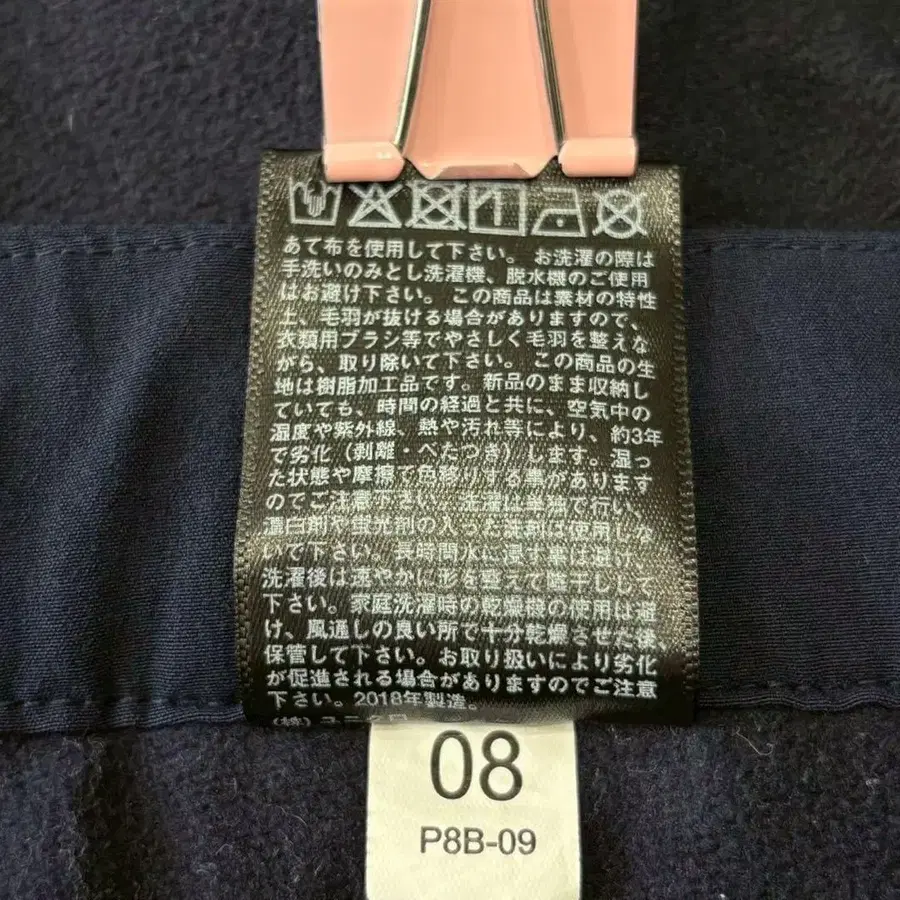 あて布を使用して下さい。お洗濯の際は
手洗いのみとし洗濯機、脱水機のご使用
はお避け下さい。この商品は素材の特性
上、毛羽が抜ける場合がありますので、
衣類用ブラシ等でやさしく毛羽を整えな
がら、取り除いて下さい。この商品の生
地は樹脂加工品です。新品のまま収納し
ていても、時間の経過と共に、空気中の
湿度や紫外線、熱や汚れ等により、約3年
で劣化(剥離・べたつき)します。湿っ
た状態や摩擦で色移りする事があります
のでご注意下さい。洗濯は単独で行い、
漂白剤や蛍光剤の入った洗剤は使用しな
いで下さい。長時間水に浸す事は避け、
洗濯後は速やかに形を整えて陰干しして
下さい。家庭洗濯時の乾燥機の使用は避
け、風通しの良い所で十分乾燥させた後、
保管して下さい。お取り扱いにより劣化
が促進される場合がありますのでご注意
下さい。2018年製造。
(株)ユニクロ
08
P8B-09